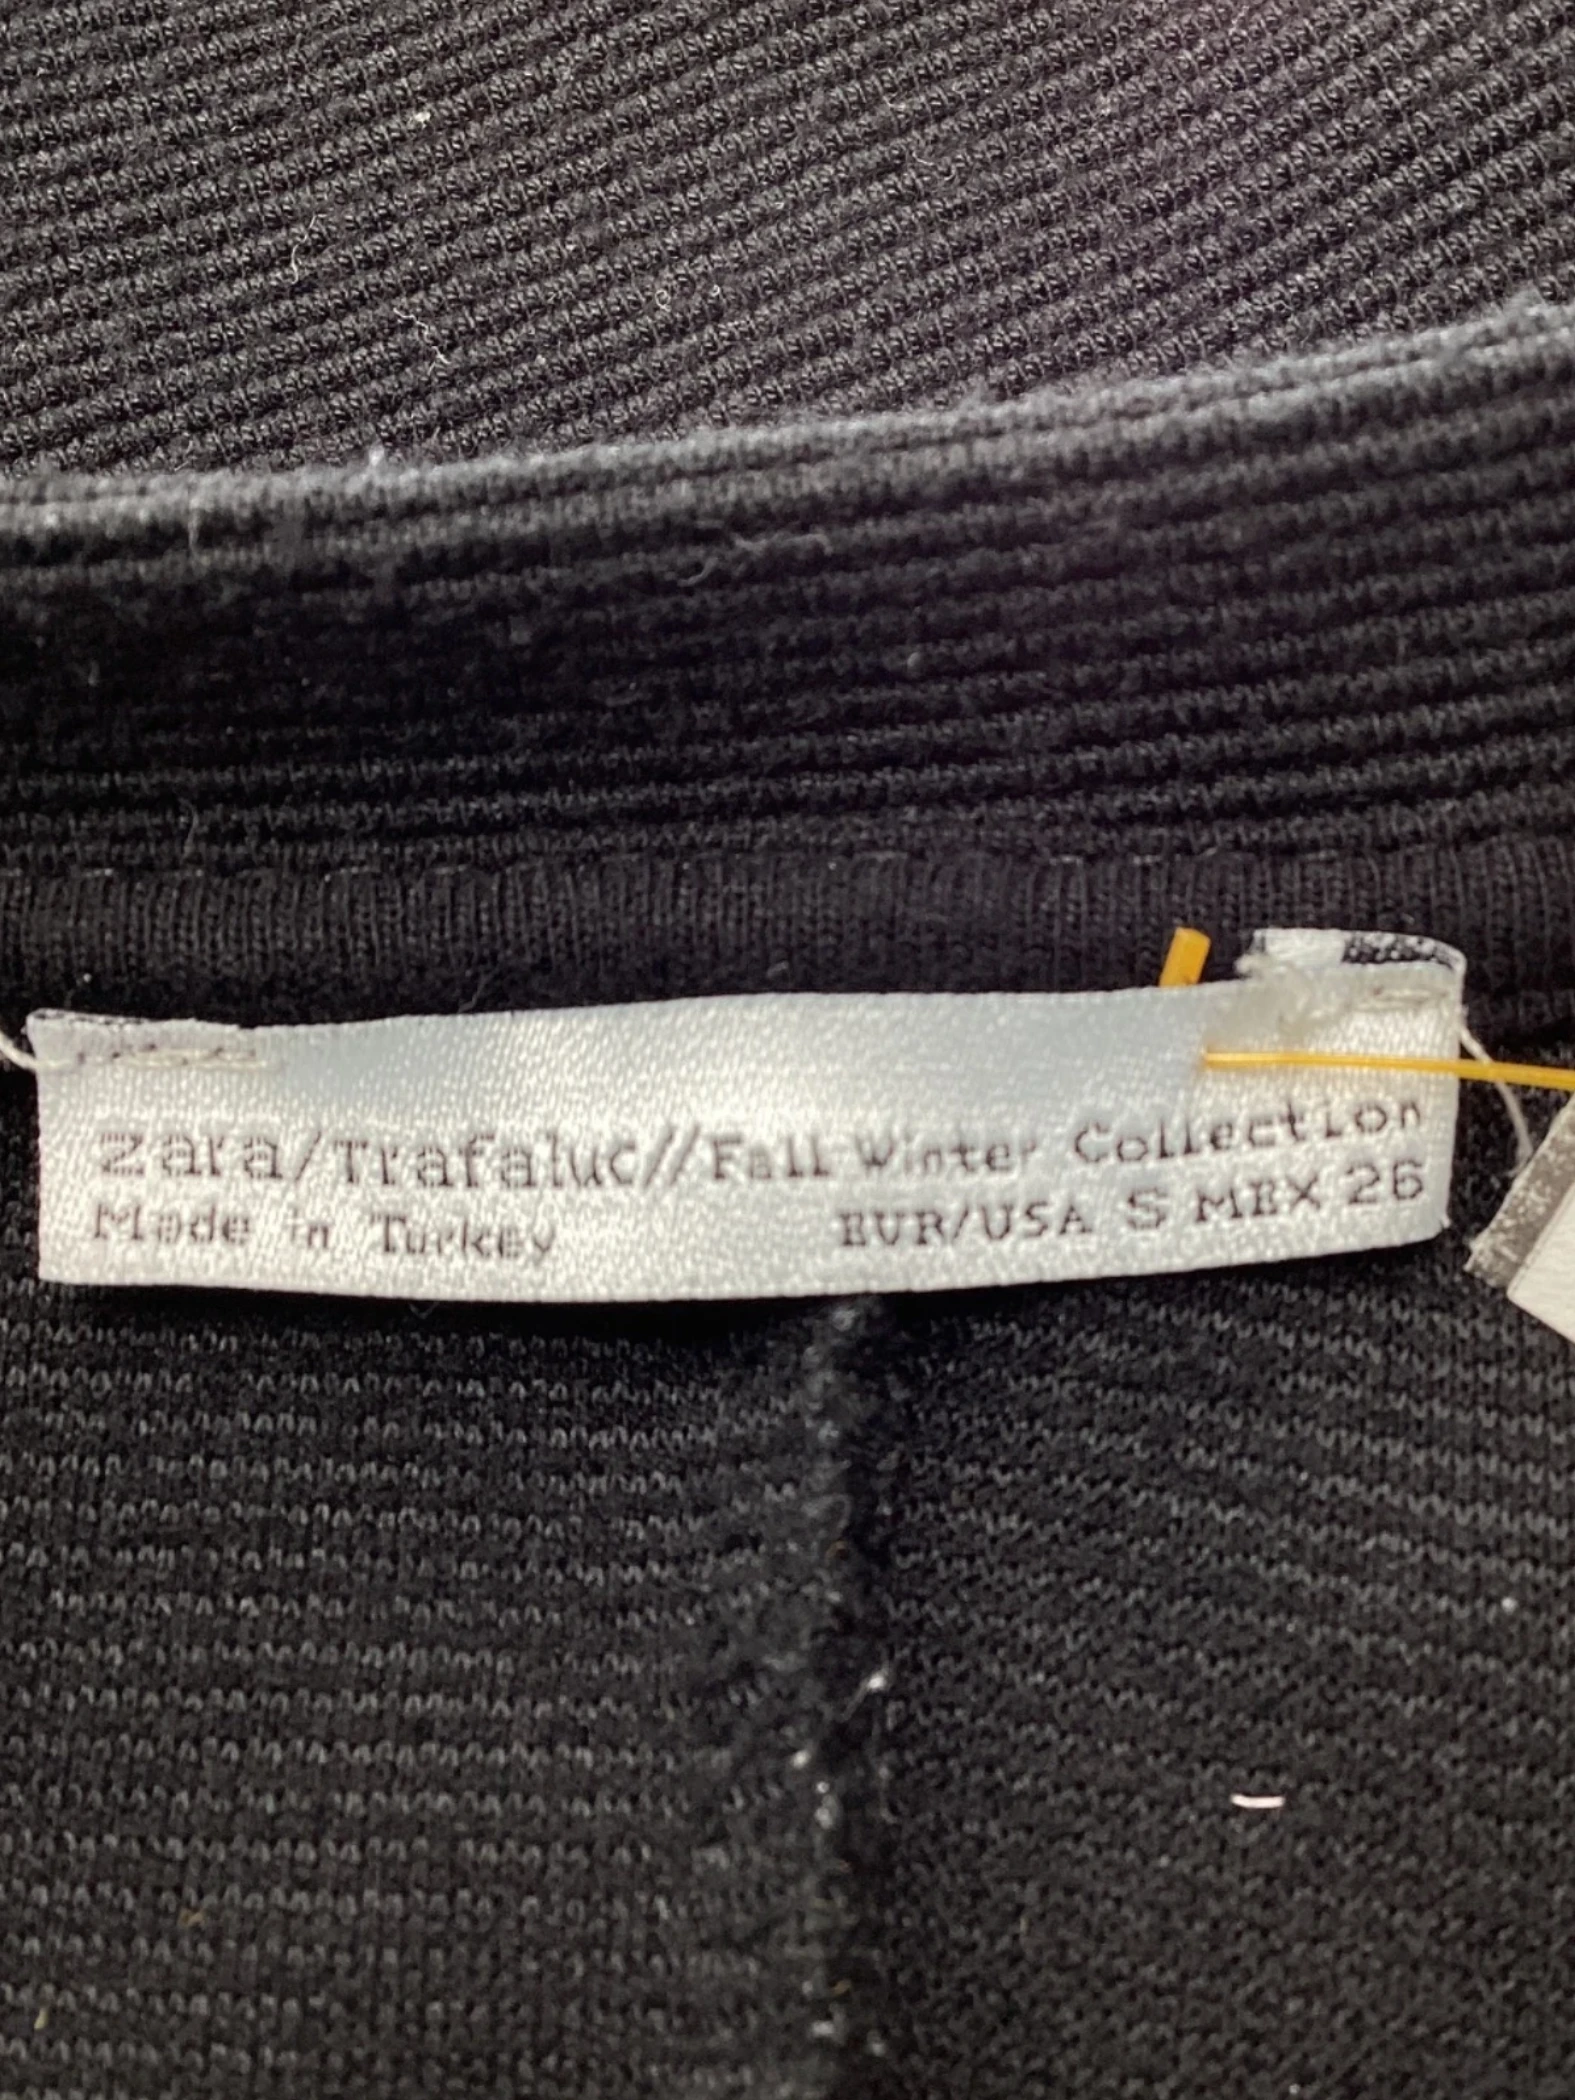 Zara/Trafaluc//Fall Winter Collection
Made in Turkey EUR/USA S MEX 26